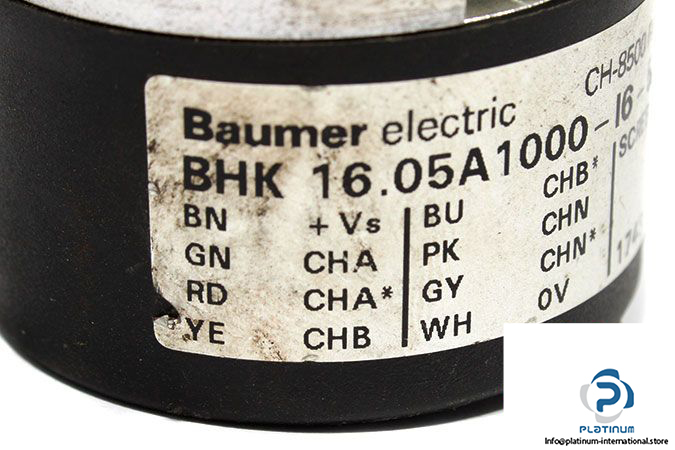 Baumer electric CH-8500
BHK 16.05A1000-I6-
BN +Vs BU CHB*
GN CHA PK CHN
RD CHA* GY CHN*
YE CHB WH 0V
PLATINUM
Info@platinum-international.store